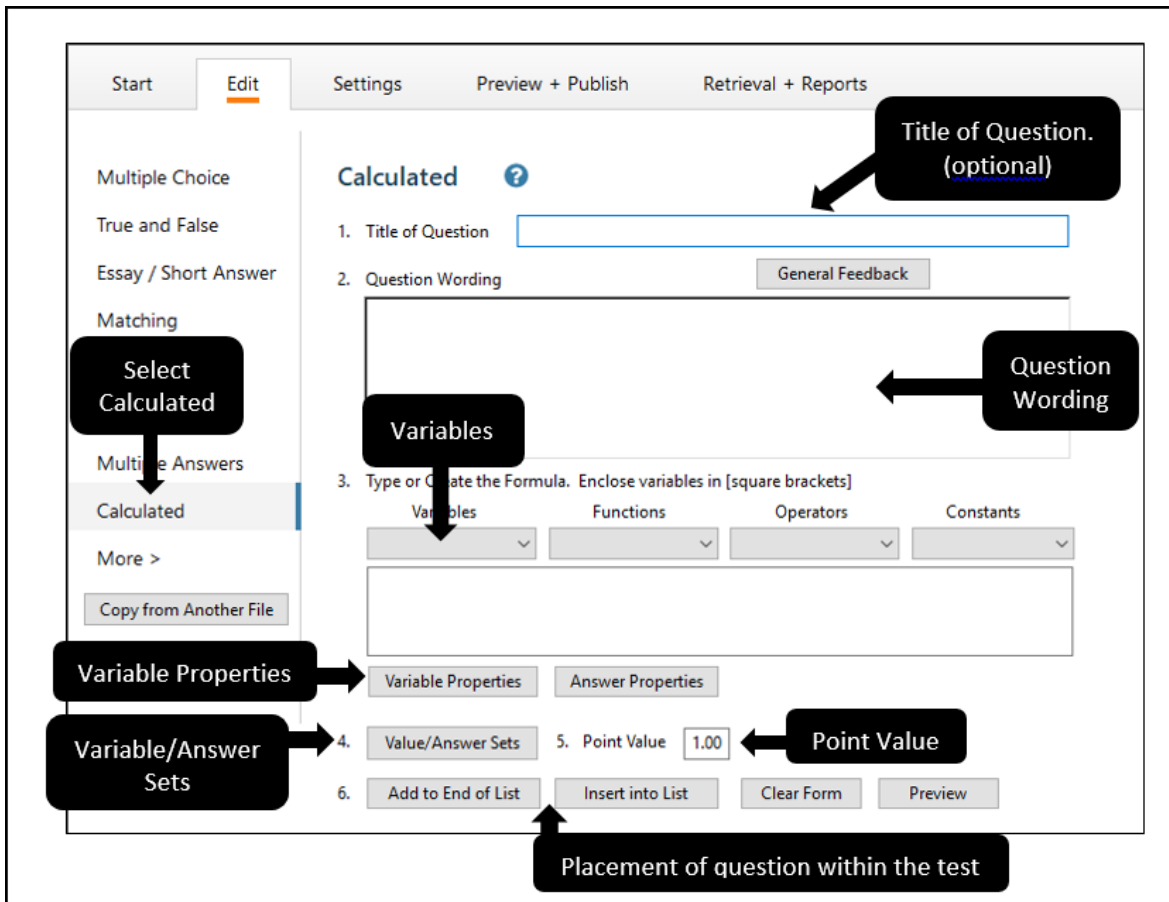 Start Edit Settings Preview + Publish Retrieval + Reports
Title of Question.
(optional)
Multiple Choice
True and False
Essay / Short Answer
Matching
Select
Calculated
Multiple Answers
Calculated
More >
Copy from Another File
Calculated ?
1. Title of Question
2. Question Wording General Feedback
Question
Wording
Variables
3. Type or Create the Formula. Enclose variables in [square brackets]
Variables Functions Operators Constants
Variable Properties
Variable Properties Answer Properties
Variable/Answer
Sets
4. Value/Answer Sets 5. Point Value 1.00
Point Value
6. Add to End of List Insert into List Clear Form Preview
Placement of question within the test